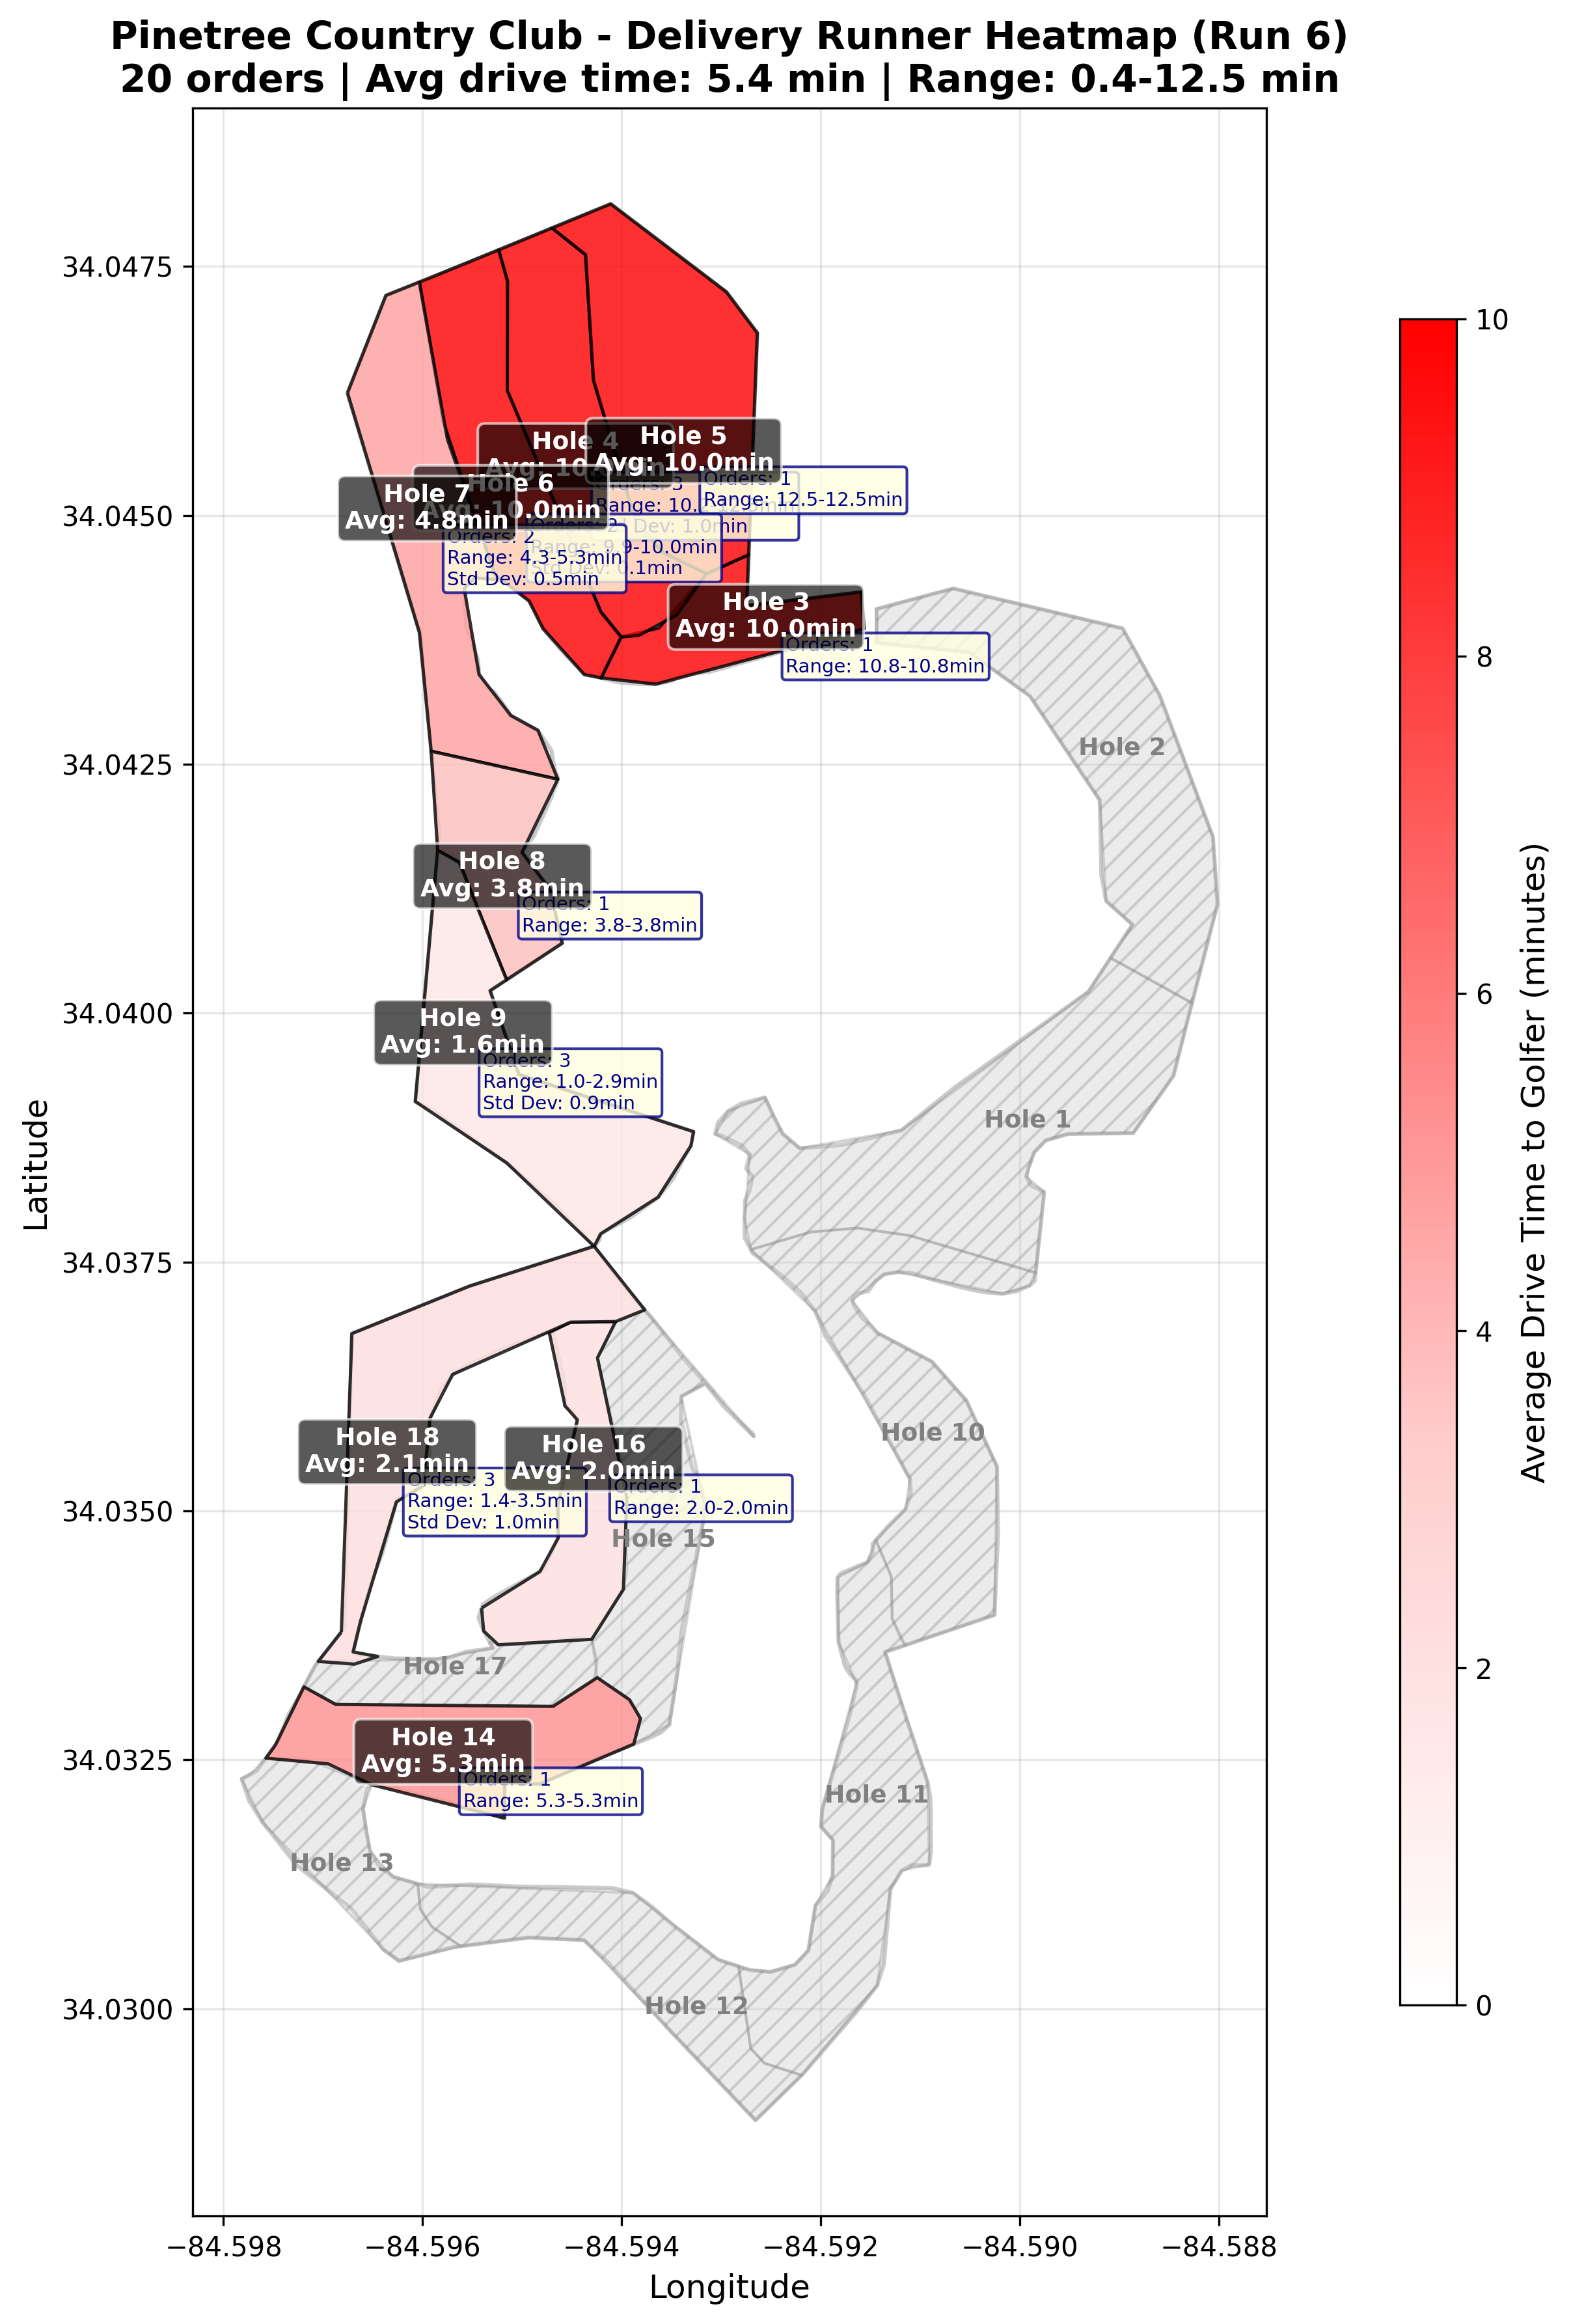 Pinetree Country Club - Delivery Runner Heatmap (Run 6)
20 orders | Avg drive time: 5.4 min | Range: 0.4-12.5 min
34.0475
34.0450
34.0425
34.0400
34.0375
34.0350
34.0325
34.0300
Latitude
−84.598
−84.596
−84.594
−84.592
−84.590
−84.588
Longitude
10
8
6
4
2
0
Average Drive Time to Golfer (minutes)
Hole 4
Avg: 10.
Hole 5
Avg: 10.0min
Orders: 1
Range: 12.5-12.5min
Orders: 3
Range: 10.
Dev: 1.0min
Hole 6
10.0min
Orders: 2
Range: 9.9-10.0min
0.1min
Hole 7
Avg: 4.8min
Orders: 2
Range: 4.3-5.3min
Std Dev: 0.5min
Hole 3
Avg: 10.0min
Orders: 1
Range: 10.8-10.8min
Hole 2
Hole 8
Avg: 3.8min
Orders: 1
Range: 3.8-3.8min
Hole 9
Avg: 1.6min
Orders: 3
Range: 1.0-2.9min
Std Dev: 0.9min
Hole 1
Hole 10
Hole 18
Avg: 2.1min
Orders: 3
Range: 1.4-3.5min
Std Dev: 1.0min
Hole 16
Avg: 2.0min
Orders: 1
Range: 2.0-2.0min
Hole 15
Hole 17
Hole 14
Avg: 5.3min
Orders: 1
Range: 5.3-5.3min
Hole 11
Hole 13
Hole 12